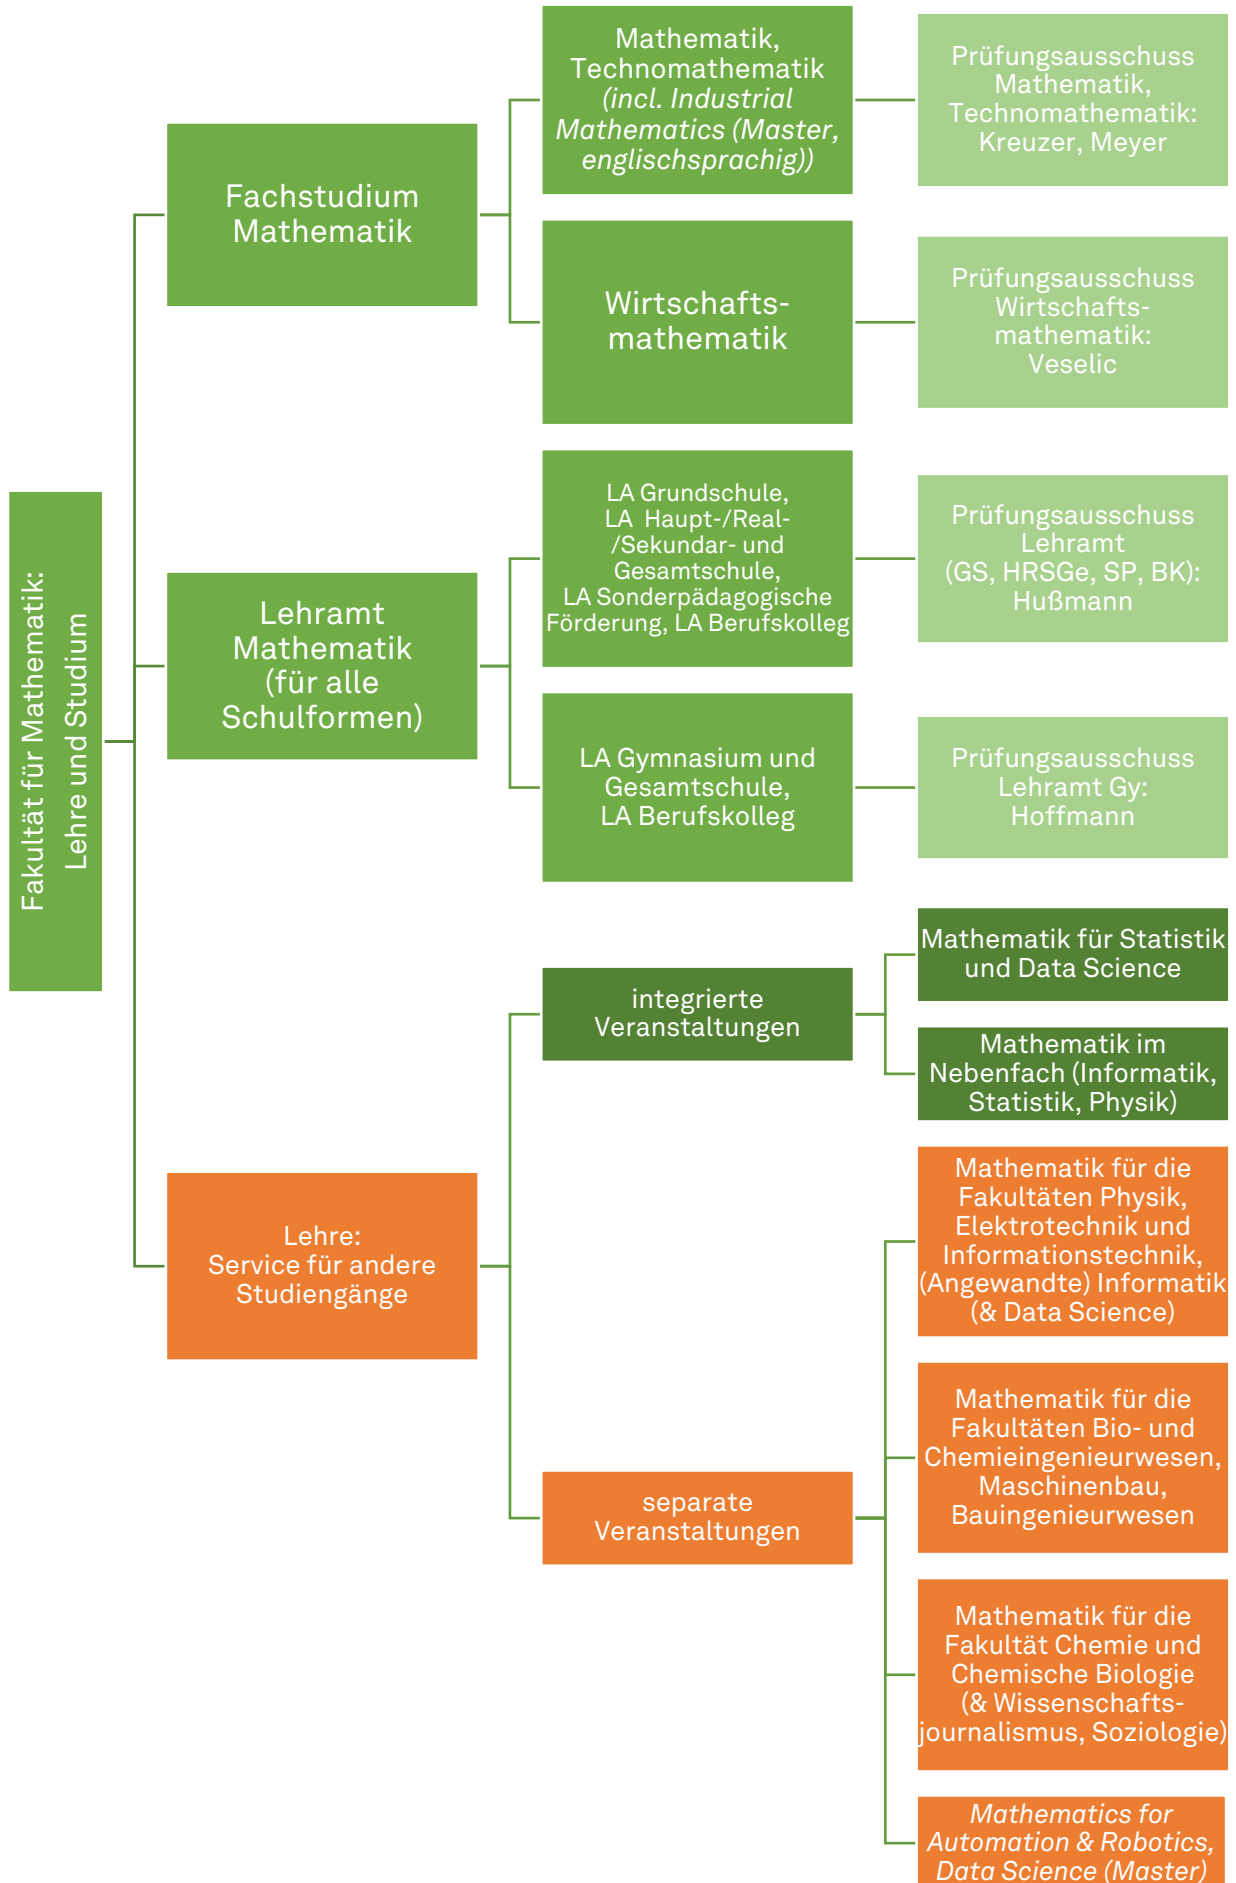 Fakultät für Mathematik:
Lehre und Studium
Fachstudium
Mathematik
Mathematik,
Technomathematik
(incl. Industrial
Mathematics (Master,
englischsprachig))
Prüfungsausschuss
Mathematik,
Technomathematik:
Kreuzer, Meyer
Wirtschafts-
mathematik
Prüfungsausschuss
Wirtschafts-
mathematik:
Veselic
Lehramt
Mathematik
(für alle
Schulformen)
LA Grundschule,
LA Haupt-/Real-
/Sekundar- und
Gesamtschule,
LA Sonderpädagogische
Förderung, LA Berufskolleg
Prüfungsausschuss
Lehramt
(GS, HRSGe, SP, BK):
Hußmann
LA Gymnasium und
Gesamtschule,
LA Berufskolleg
Prüfungsausschuss
Lehramt Gy:
Hoffmann
Lehre:
Service für andere
Studiengänge
integrierte
Veranstaltungen
Mathematik für Statistik
und Data Science
Mathematik im
Nebenfach (Informatik,
Statistik, Physik)
separate
Veranstaltungen
Mathematik für die
Fakultäten Physik,
Elektrotechnik und
Informationstechnik,
(Angewandte) Informatik
(& Data Science)
Mathematik für die
Fakultäten Bio- und
Chemieingenieurwesen,
Maschinenbau,
Bauingenieurwesen
Mathematik für die
Fakultät Chemie und
Chemische Biologie
(& Wissenschafts-
journalismus, Soziologie)
Mathematics for
Automation & Robotics,
Data Science (Master)